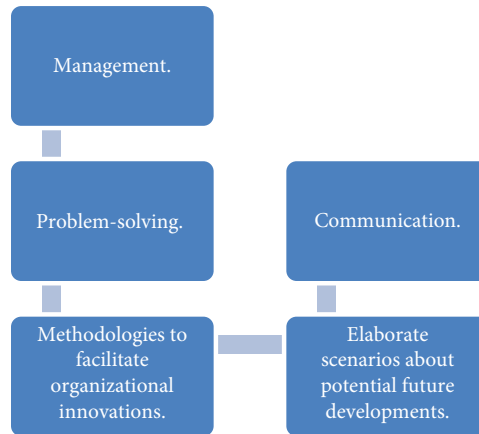 Management.
Problem-solving.
Methodologies to
facilitate
organizational
innovations.
Elaborate
scenarios about
potential future
developments.
Communication.